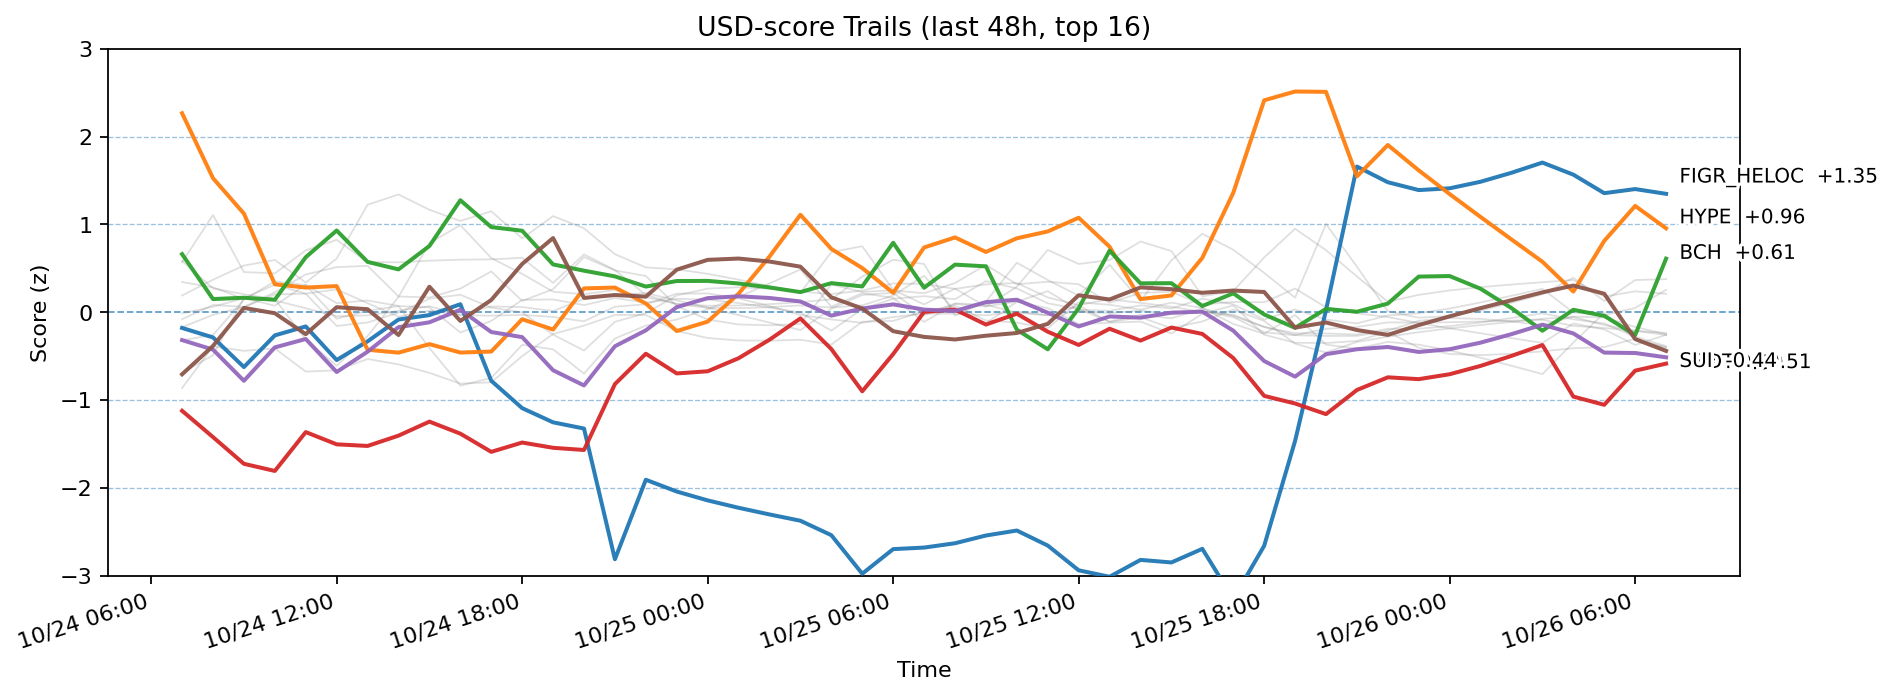 USD-score Trails (last 48h, top 16)
Score (z)
3
2
1
0
−1
−2
−3
FIGR_HELOC +1.35
HYPE +0.96
BCH +0.61
SUI −0.44
10/24 06:00
10/24 12:00
10/24 18:00
10/25 00:00
10/25 06:00
10/25 12:00
10/25 18:00
10/26 00:00
10/26 06:00
Time